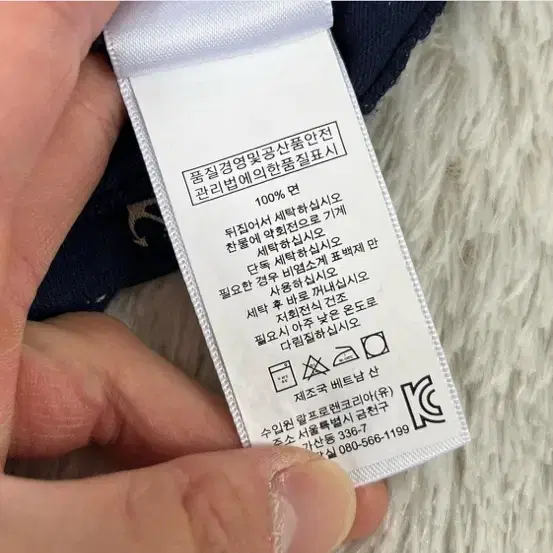 품질경영및공산품안전
관리법에의한품질표시
100% 면
뒤집어서 세탁하십시오
찬물에 약회전으로 기계
세탁하십시오
단독 세탁하십시오
필요한 경우 비염소계 표백제 만
사용하십시오
세탁 후 바로 꺼내십시오
저회전식 건조
필요시 아주 낮은 온도로
다림질하십시오
제조국 베트남 산
수입원 랄프로렌코리아(유)
주소 서울특별시 금천구
가산동 336-7
실 080-566-1199